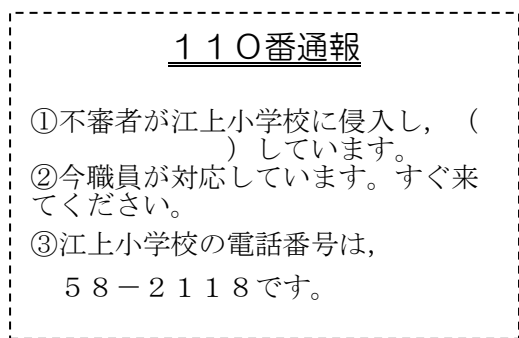 １１０番通報
①不審者が江上小学校に侵入し，（
）しています。
②今職員が対応しています。すぐ来
てください。
③江上小学校の電話番号は，
５８－２１１８です。